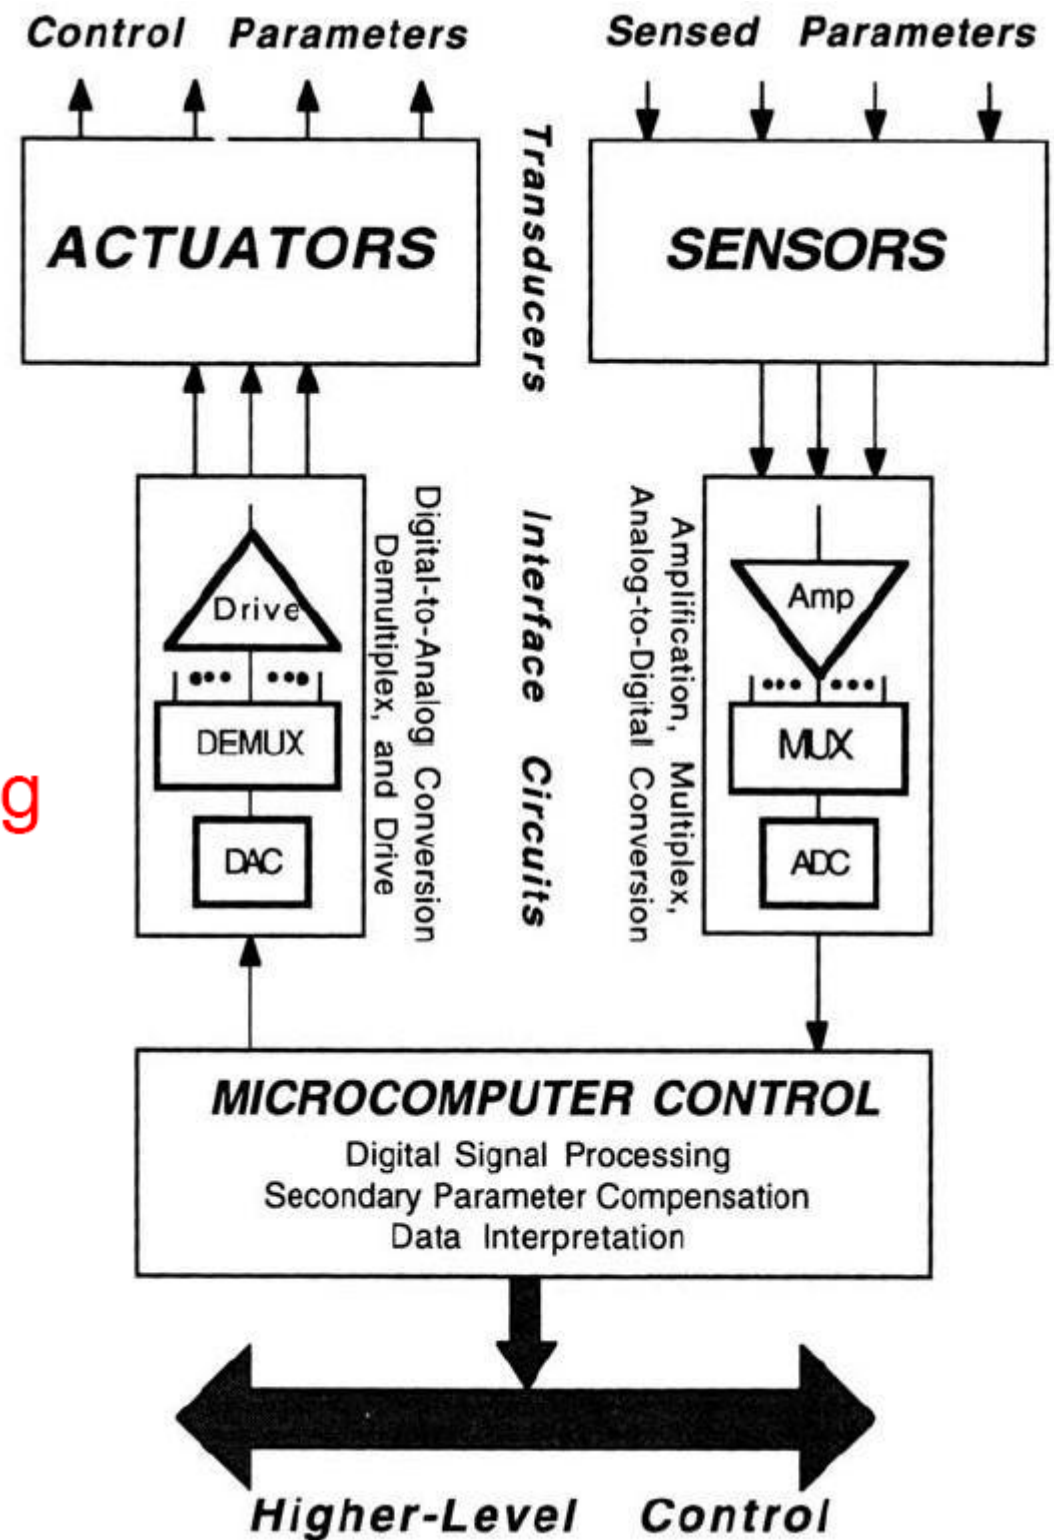 Control Parameters
Sensed Parameters
ACTUATORS
Transducers
SENSORS
Drive
DEMUX
DAC
Digital-to-Analog Conversion
Demultiplex, and Drive
Interface Circuits
Amplification, Multiplex,
Analog-to-Digital Conversion
Amp
MUX
ADC
g
MICROCOMPUTER CONTROL
Digital Signal Processing
Secondary Parameter Compensation
Data Interpretation
Higher-Level Control